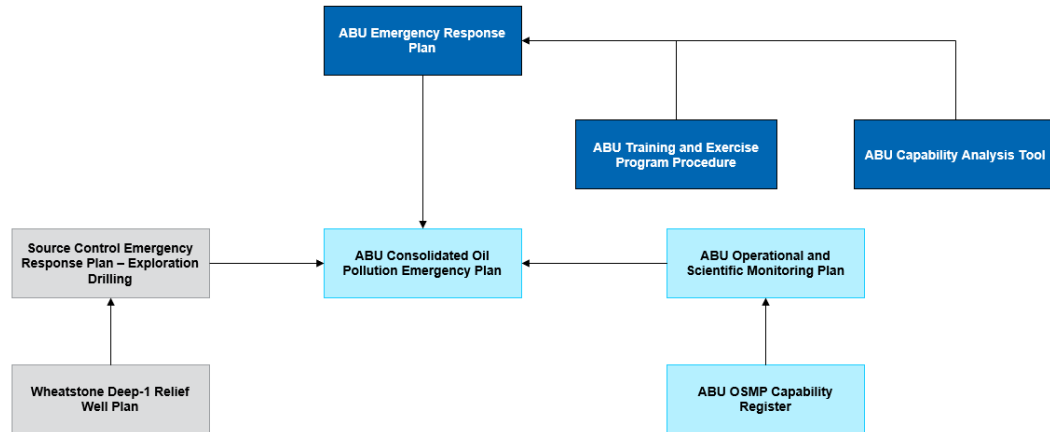 ABU Emergency Response
Plan
ABU Training and Exercise
Program Procedure
ABU Capability Analysis Tool
Source Control Emergency
Response Plan – Exploration
Drilling
ABU Consolidated Oil
Pollution Emergency Plan
ABU Operational and
Scientific Monitoring Plan
Wheatstone Deep-1 Relief
Well Plan
ABU OSMP Capability
Register